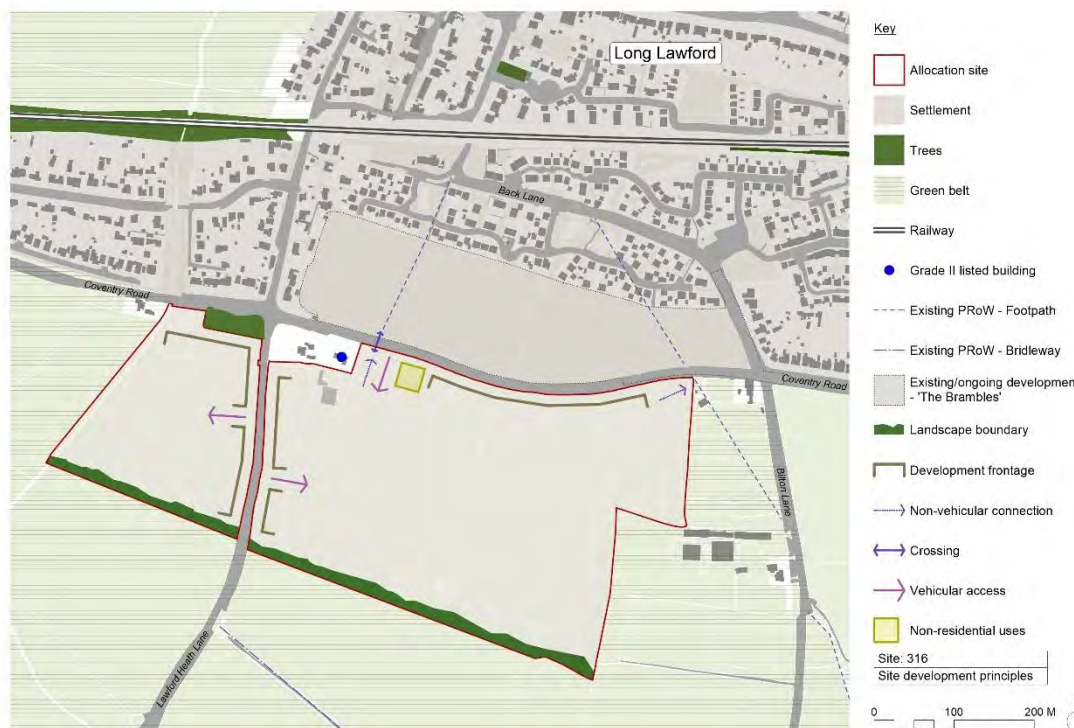 Long Lawford
Back Lane
Coventry Road
Coventry Road
Bilton Lane
Lawford Heath Lane
Key
Allocation site
Settlement
Trees
Green belt
Railway
Grade II listed building
Existing PRoW - Footpath
Existing PRoW - Bridleway
Existing/ongoing development
- 'The Brambles'
Landscape boundary
Development frontage
Non-vehicular connection
Crossing
Vehicular access
Non-residential uses
Site: 316
Site development principles
0 100 200 M